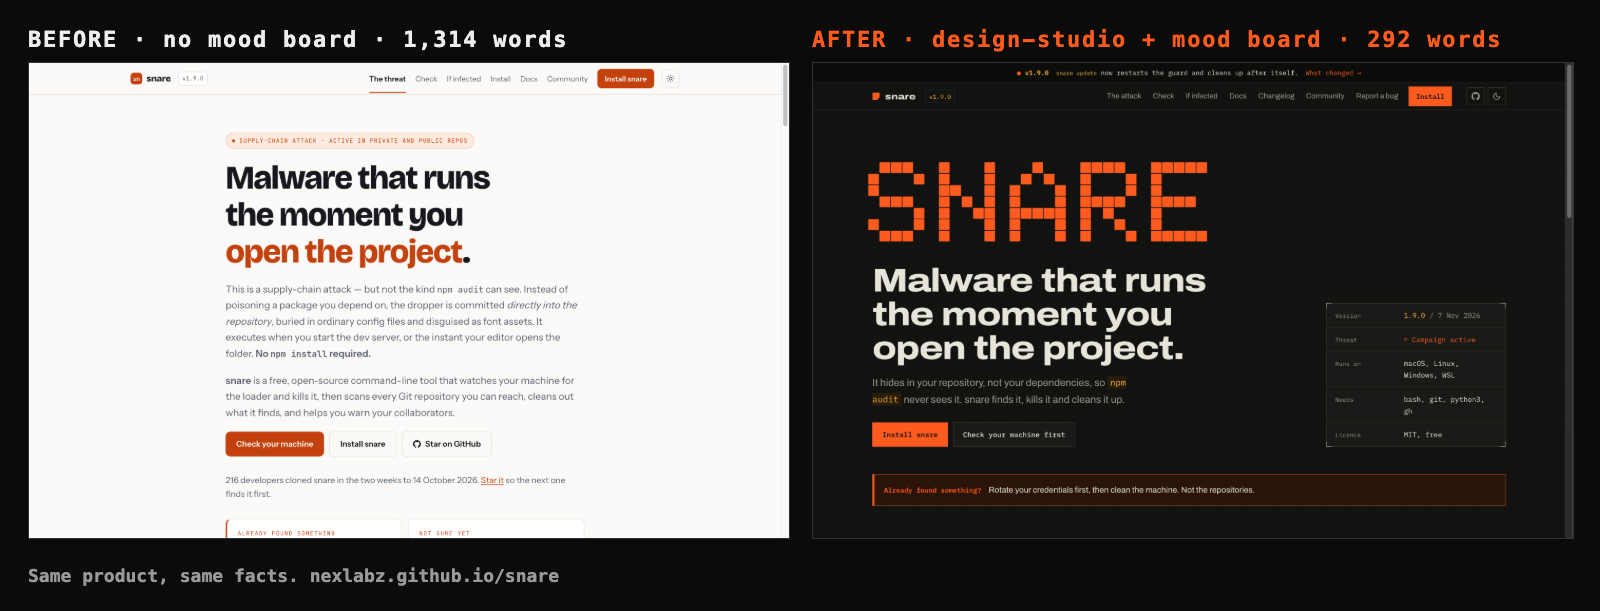 BEFORE · no mood board · 1,314 words
AFTER · design-studio + mood board · 292 words
sn snare v1.9.0
The threat Check If infected Install Docs Community Install snare
SUPPLY-CHAIN ATTACK · ACTIVE IN PRIVATE AND PUBLIC REPOS
Malware that runs
the moment you
open the project.
This is a supply-chain attack — but not the kind npm audit can see. Instead of
poisoning a package you depend on, the dropper is committed directly into the
repository, buried in ordinary config files and disguised as font assets. It
executes when you start the dev server, or the instant your editor opens the
folder. No npm install required.
snare is a free, open-source command-line tool that watches your machine for
the loader and kills it, then scans every Git repository you can reach, cleans out
what it finds, and helps you warn your collaborators.
Check your machine Install snare Star on GitHub
216 developers cloned snare in the two weeks to 14 October 2026. Star it so the next one
finds it first.
ALREADY FOUND SOMETHING NOT SURE YET
v1.9.0 snare update now restarts the guard and cleans up after itself. What changed →
snare v1.9.0
The attack Check If infected Docs Changelog Community Report a bug Install
SNARE
Malware that runs
the moment you
open the project.
It hides in your repository, not your dependencies, so npm
audit never sees it. snare finds it, kills it and cleans it up.
Install snare Check your machine first
Version 1.9.0 / 7 Nov 2026
Threat Campaign active
Runs on macOS, Linux,
Windows, WSL
Needs bash, git, python3,
gh
Licence MIT, free
Already found something? Rotate your credentials first, then clean the machine. Not the repositories.
Same product, same facts. nexlabz.github.io/snare